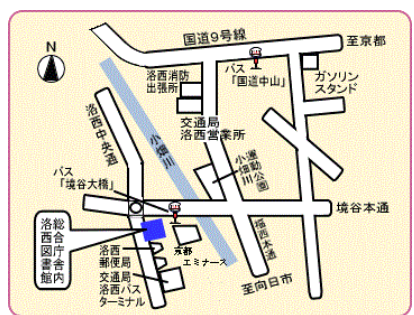 N
国道9号線
至京都
洛西消防
出張所
バス
「国道中山」
ガソリン
スタンド
洛西中央通
交通局
洛西営業所
小畑川
バス
「境谷大橋」
小畑川
運動公園
境谷本通
福西本通
総合庁舎内
洛西図書館
京都
エミナース
洛西
郵便局
交通局
洛西バス
ターミナル
至向日市